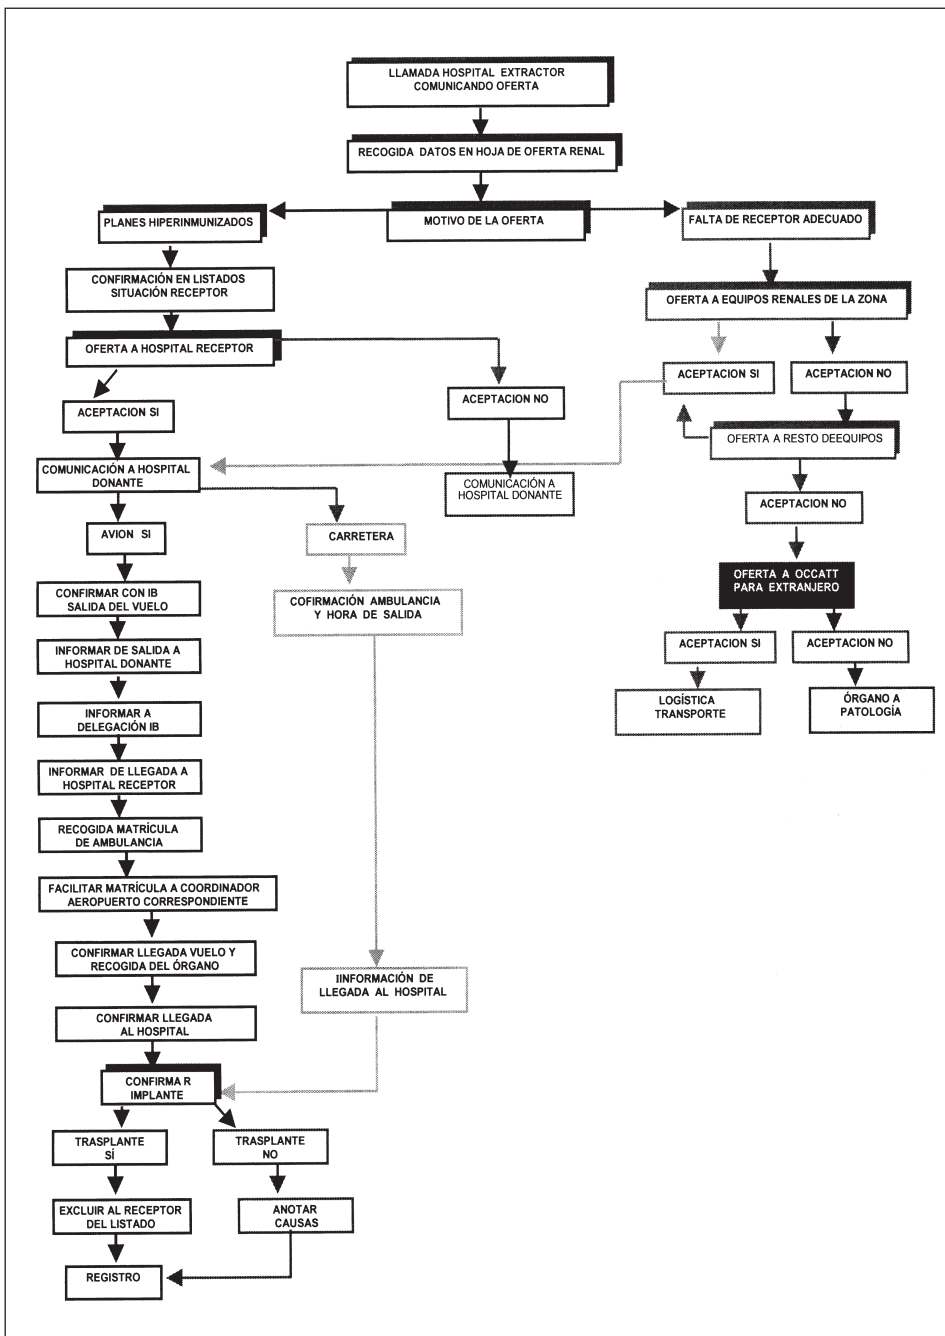 LLAMADA HOSPITAL EXTRACTOR
COMUNICANDO OFERTA
RECOGIDA DATOS EN HOJA DE OFERTA RENAL
PLANES HIPERINMUNIZADOS
MOTIVO DE LA OFERTA
FALTA DE RECEPTOR ADECUADO
CONFIRMACIÓN EN LISTADOS
SITUACIÓN RECEPTOR
OFERTA A EQUIPOS RENALES DE LA ZONA
OFERTA A HOSPITAL RECEPTOR
ACEPTACION SI
ACEPTACION NO
ACEPTACION NO
ACEPTACION SI
OFERTA A RESTO DEEQUIPOS
COMUNICACIÓN A HOSPITAL
DONANTE
COMUNICACIÓN A
HOSPITAL DONANTE
ACEPTACION NO
AVION SI
CARRETERA
OFERTA A OCCATT
PARA EXTRANJERO
CONFIRMAR CON IB
SALIDA DEL VUELO
COFIRMACIÓN AMBULANCIA
Y HORA DE SALIDA
ACEPTACION SI
ACEPTACION NO
INFORMAR DE SALIDA A
HOSPITAL DONANTE
LOGÍSTICA
TRANSPORTE
ÓRGANO A
PATOLOGÍA
INFORMAR A
DELEGACIÓN IB
INFORMAR DE LLEGADA A
HOSPITAL RECEPTOR
RECOGIDA MATRÍCULA
DE AMBULANCIA
FACILITAR MATRÍCULA A COORDINADOR
AEROPUERTO CORRESPONDIENTE
CONFIRMAR LLEGADA VUELO Y
RECOGIDA DEL ÓRGANO
IINFORMACIÓN DE
LLEGADA AL HOSPITAL
CONFIRMAR LLEGADA
AL HOSPITAL
CONFIRMA R
IMPLANTE
TRASPLANTE
SÍ
TRASPLANTE
NO
EXCLUIR AL RECEPTOR
DEL LISTADO
ANOTAR
CAUSAS
REGISTRO